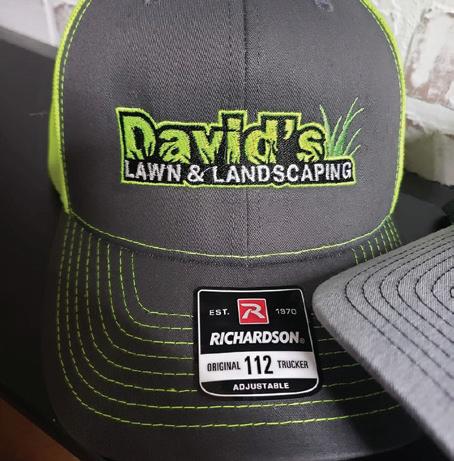 David's
LAWN & LANDSCAPING
EST. R 1970
RICHARDSON®
ORIGINAL 112 TRUCKER
ADJUSTABLE